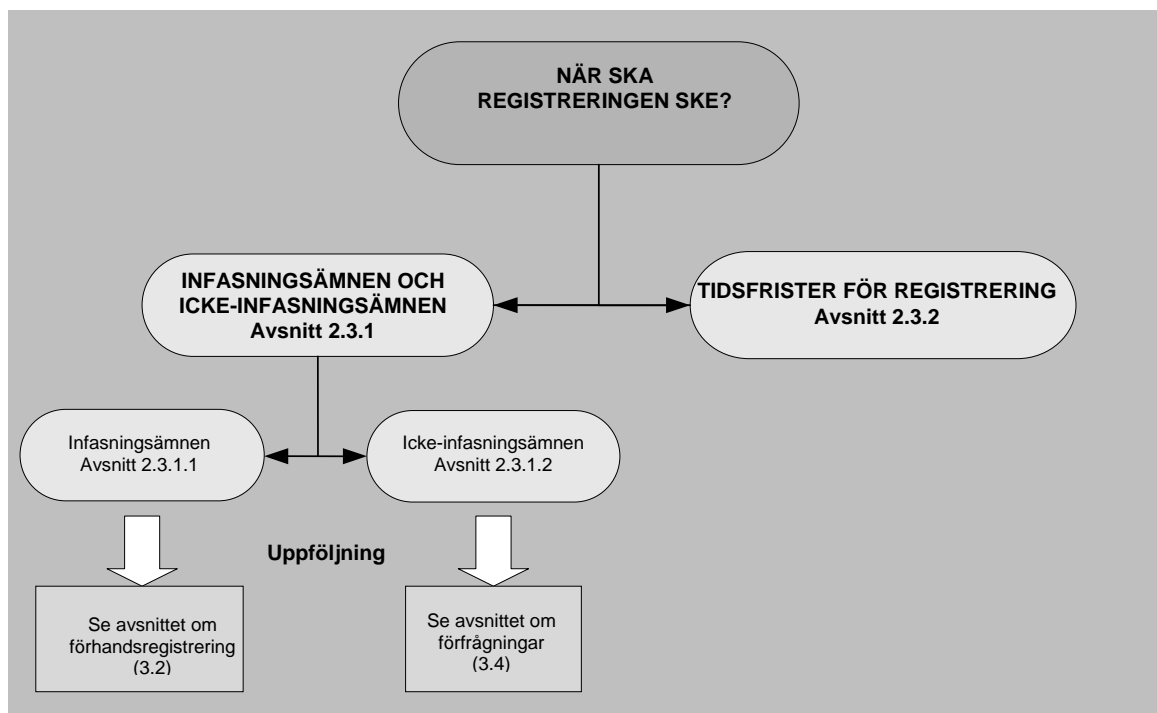 NÄR SKA
REGISTRERINGEN SKE?
INFASNINGSÄMNEN OCH
ICKE-INFASNINGSÄMNEN
Avsnitt 2.3.1
TIDSFRISTER FÖR REGISTRERING
Avsnitt 2.3.2
Infasningsämnen
Avsnitt 2.3.1.1
Icke-infasningsämnen
Avsnitt 2.3.1.2
Uppföljning
Se avsnittet om
förhandsregistrering
(3.2)
Se avsnittet om
förfrågningar
(3.4)